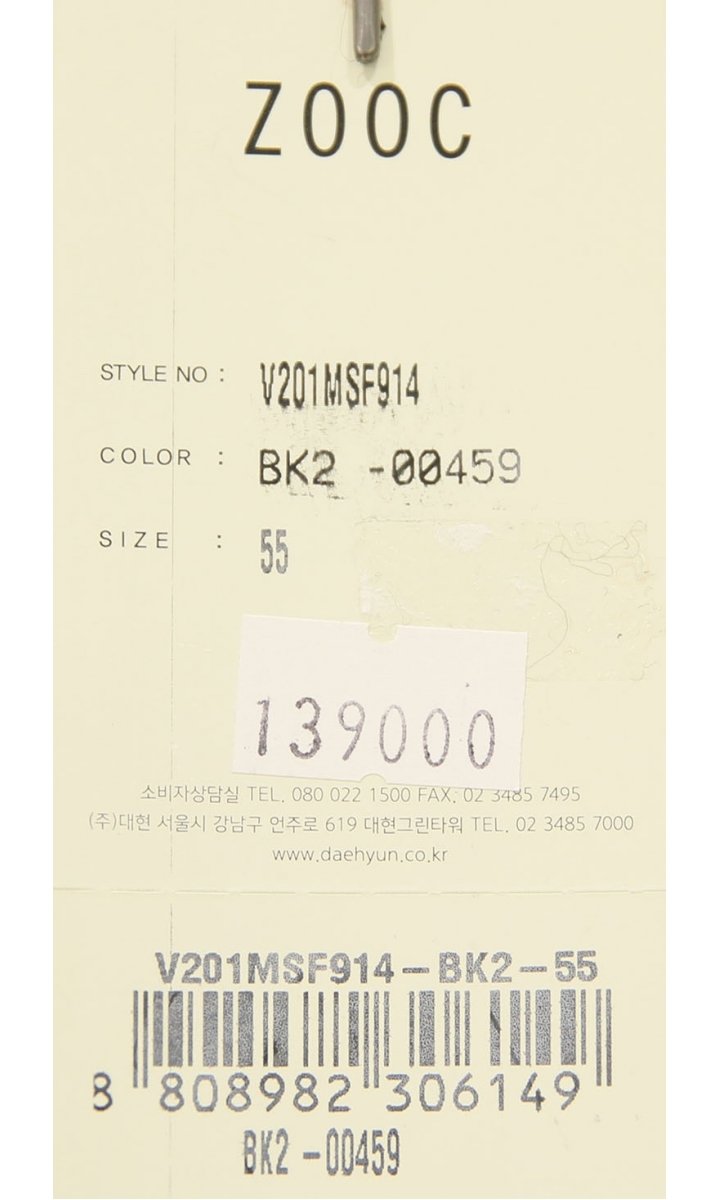 ZOOC
STYLE NO : V201MSF914
COLOR : BK2 -00459
SIZE : 55
139000
소비자상담실 TEL. 080 022 1500 FAX. 02 3485 7495
(주)대현 서울시 강남구 언주로 619 대현그린타워 TEL. 02 3485 7000
www.daehyun.co.kr
V201MSF914-BK2-55
8 808982 306149
BK2 -00459